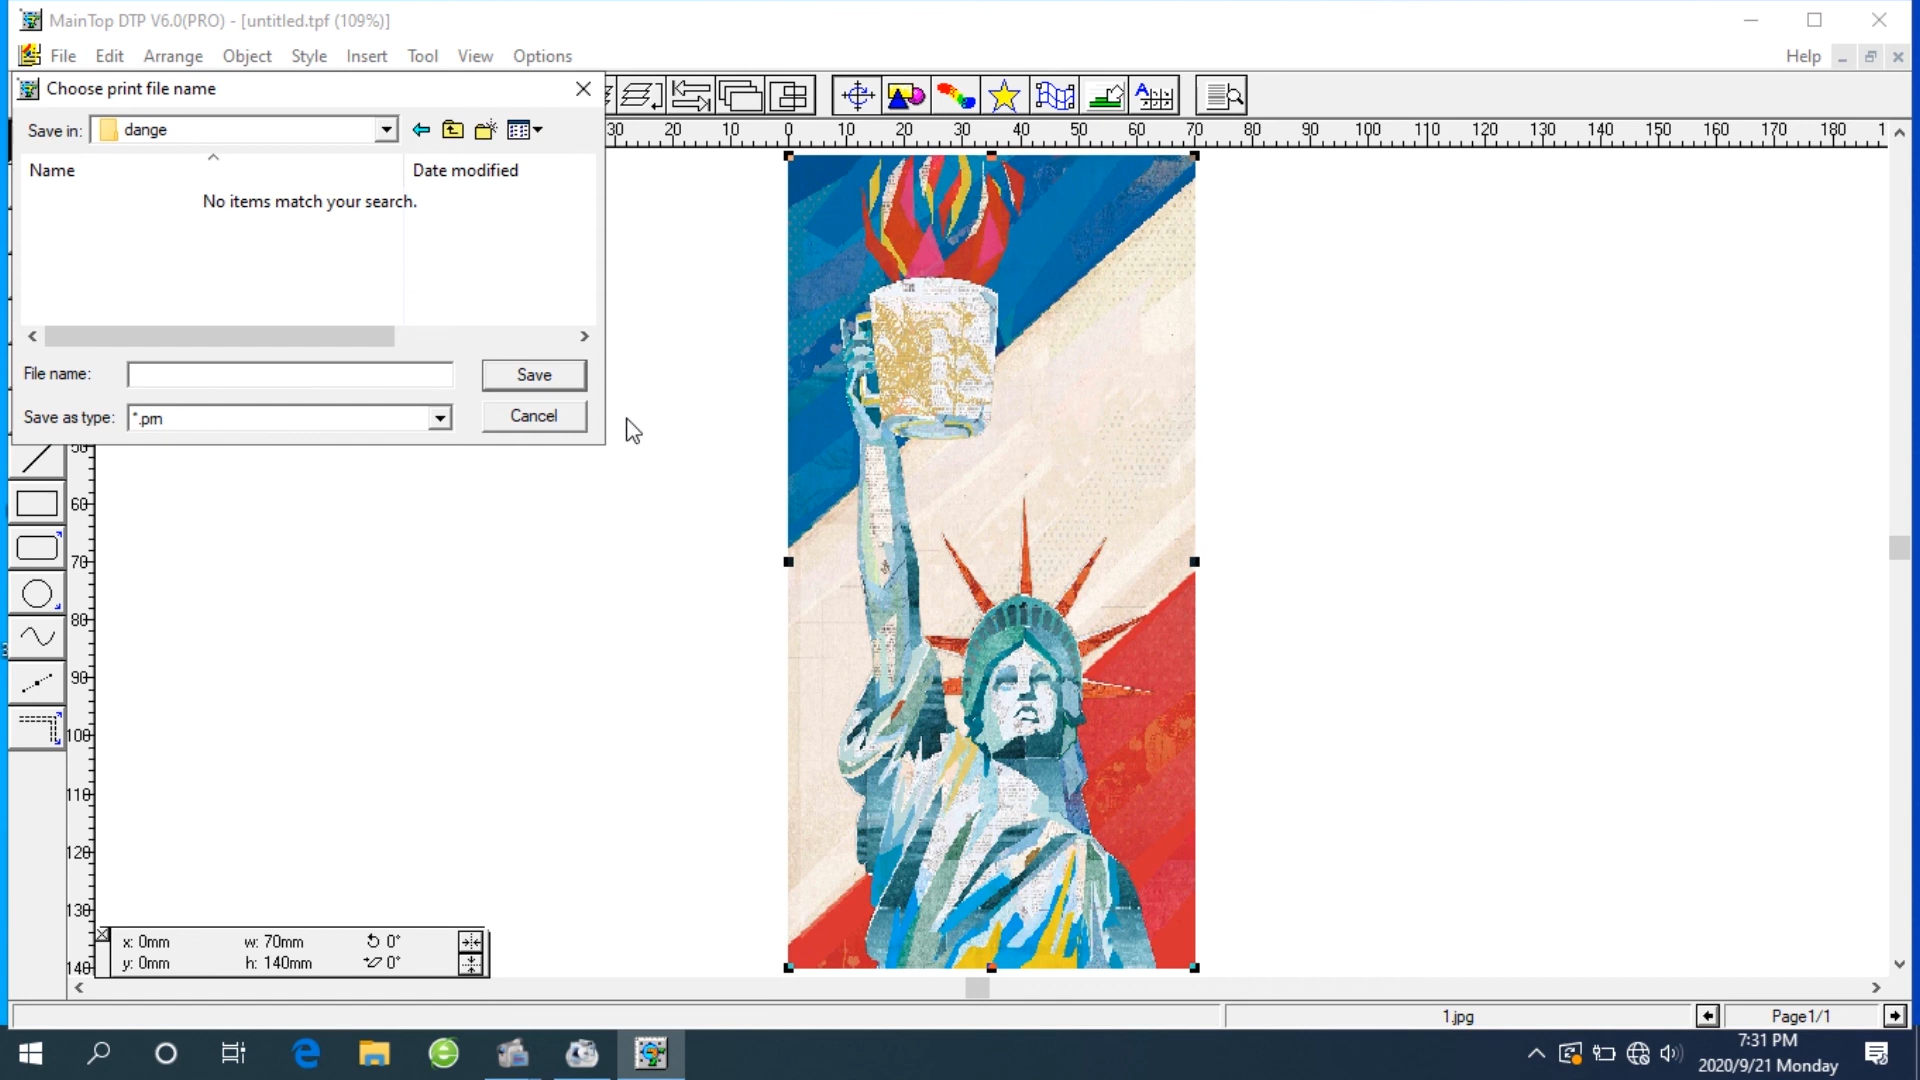 MainTop DTP V6.0(PRO) - [untitled.tpf (109%)]
File Edit Arrange Object Style Insert Tool View Options Help
Choose print file name
Save in: dange
Name Date modified
No items match your search.
File name: Save
Save as type: *.prn Cancel
30 20 10 0 10 20 30 40 50 60 70 80 90 100 110 120 130 140 150 160 170 180 1
50
60
70
80
90
100
110
120
130
140
x: 0mm w: 70mm 0°
y: 0mm h: 140mm 0°
1.jpg Page1/1
7:31 PM
2020/9/21 Monday